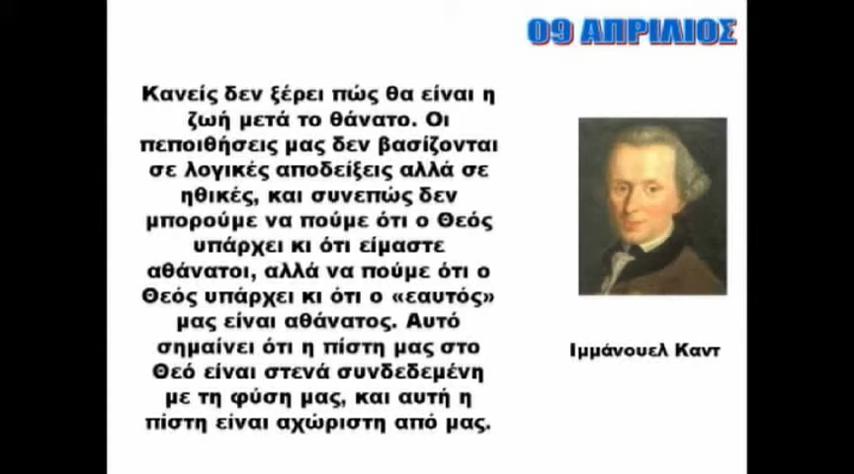 09 ΑΠΡΙΛΙΟΣ
Κανείς δεν ξέρει πώς θα είναι η
ζωή μετά το θάνατο. Οι
πεποιθήσεις μας δεν βασίζονται
σε λογικές αποδείξεις αλλά σε
ηθικές, και συνεπώς δεν
μπορούμε να πούμε ότι ο Θεός
υπάρχει κι ότι είμαστε
αθάνατοι, αλλά να πούμε ότι ο
Θεός υπάρχει κι ότι ο «εαυτός»
μας είναι αθάνατος. Αυτό
σημαίνει ότι η πίστη μας στο
Θεό είναι στενά συνδεδεμένη
με τη φύση μας, και αυτή η
πίστη είναι αχώριστη από μας.
Ιμμάνουελ Καντ